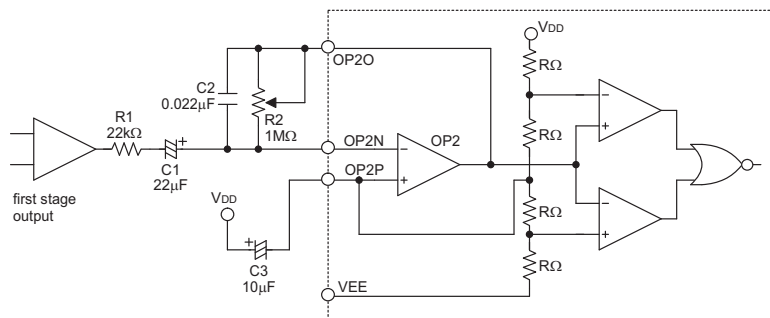 VDD
RΩ
OP2O
C2
0.022μF
R2
1MΩ
R1
22kΩ
RΩ
OP2N
OP2
C1
22μF
OP2P
first stage
output
VDD
RΩ
C3
10μF
RΩ
VEE